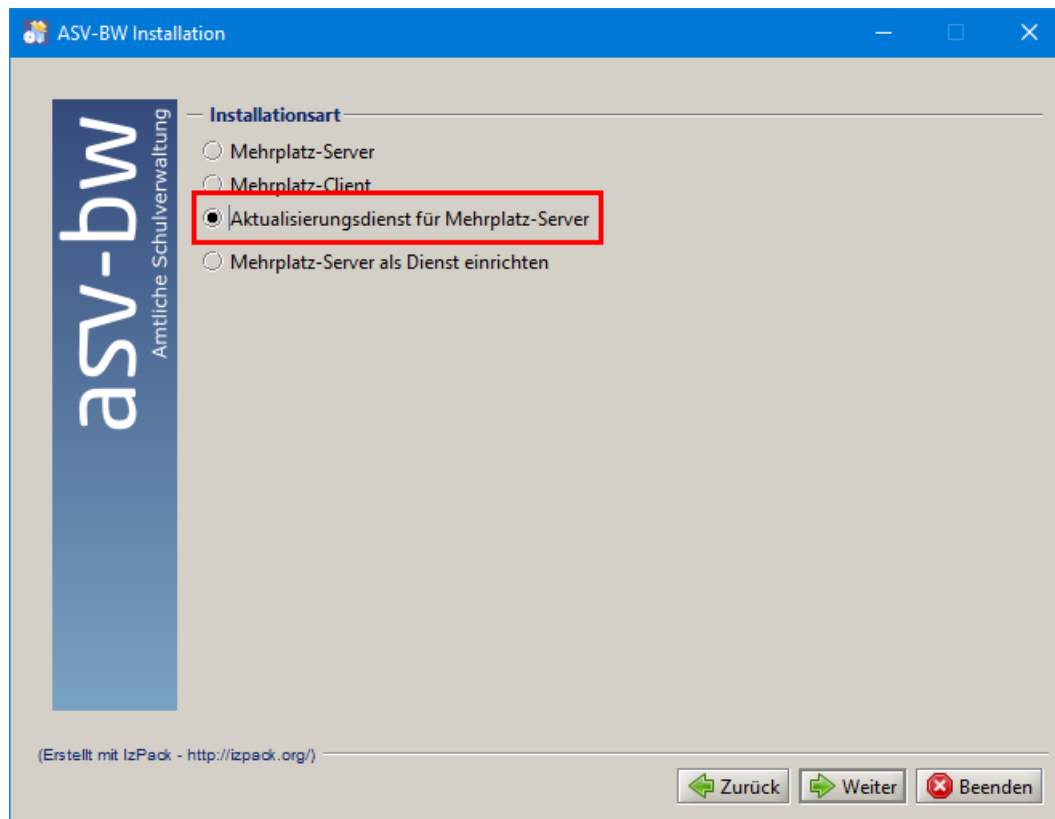 ASV-BW Installation
asv-bw
Amtliche Schulverwaltung
Installationsart
Mehrplatz-Server
Mehrplatz-Client
Aktualisierungsdienst für Mehrplatz-Server
Mehrplatz-Server als Dienst einrichten
(Erstellt mit IzPack - http://izpack.org/)
Zurück
Weiter
Beenden